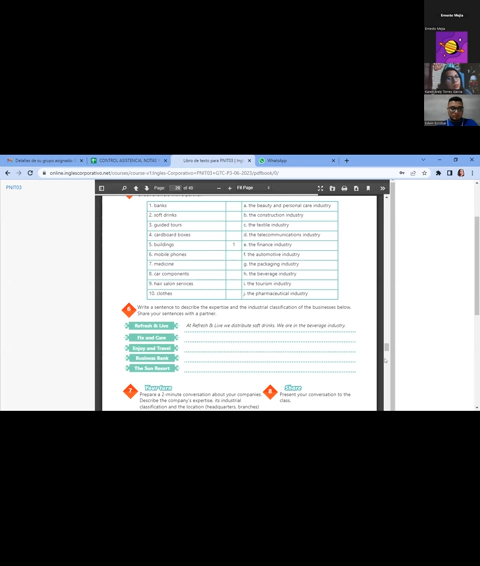 Ernesto Mejia
Ernesto Mejia
Edwin Escobar
Detalles de su grupo asignado -
CONTROL ASISTENCIA, NOTAS
Libro de texto para PNIT03 | Ing
WhatsApp
online.inglescorporativo.net/courses/course-v1:Ingles-Corporativo+PNIT03+G7C-P3-06-2023/pdfbook/0/
PNIT03
Page: 28 of 40
Fit Page
1. banks a. the beauty and personal care industry
2. soft drinks b. the construction industry
3. guided tours c. the textile industry
4. cardboard boxes d. the telecommunications industry
5. buildings 1 e. the finance industry
6. mobile phones f. the automotive industry
7. medicine g. the packaging industry
8. car components h. the beverage industry
9. hair salon services i. the tourism industry
10. clothes j. the pharmaceutical industry
6 Write a sentence to describe the expertise and the industrial classification of the businesses below.
Share your sentences with a partner.
Refresh & Live At Refresh & Live we distribute soft drinks. We are in the beverage industry.
Fix and Care
Enjoy and Travel
Business Bank
The Sun Resort
7 Your turn
Prepare a 2-minute conversation about your companies.
Describe the company's expertise, its industrial
classification and the location (headquarters, branches)
8 Share
Present your conversation to the
class.